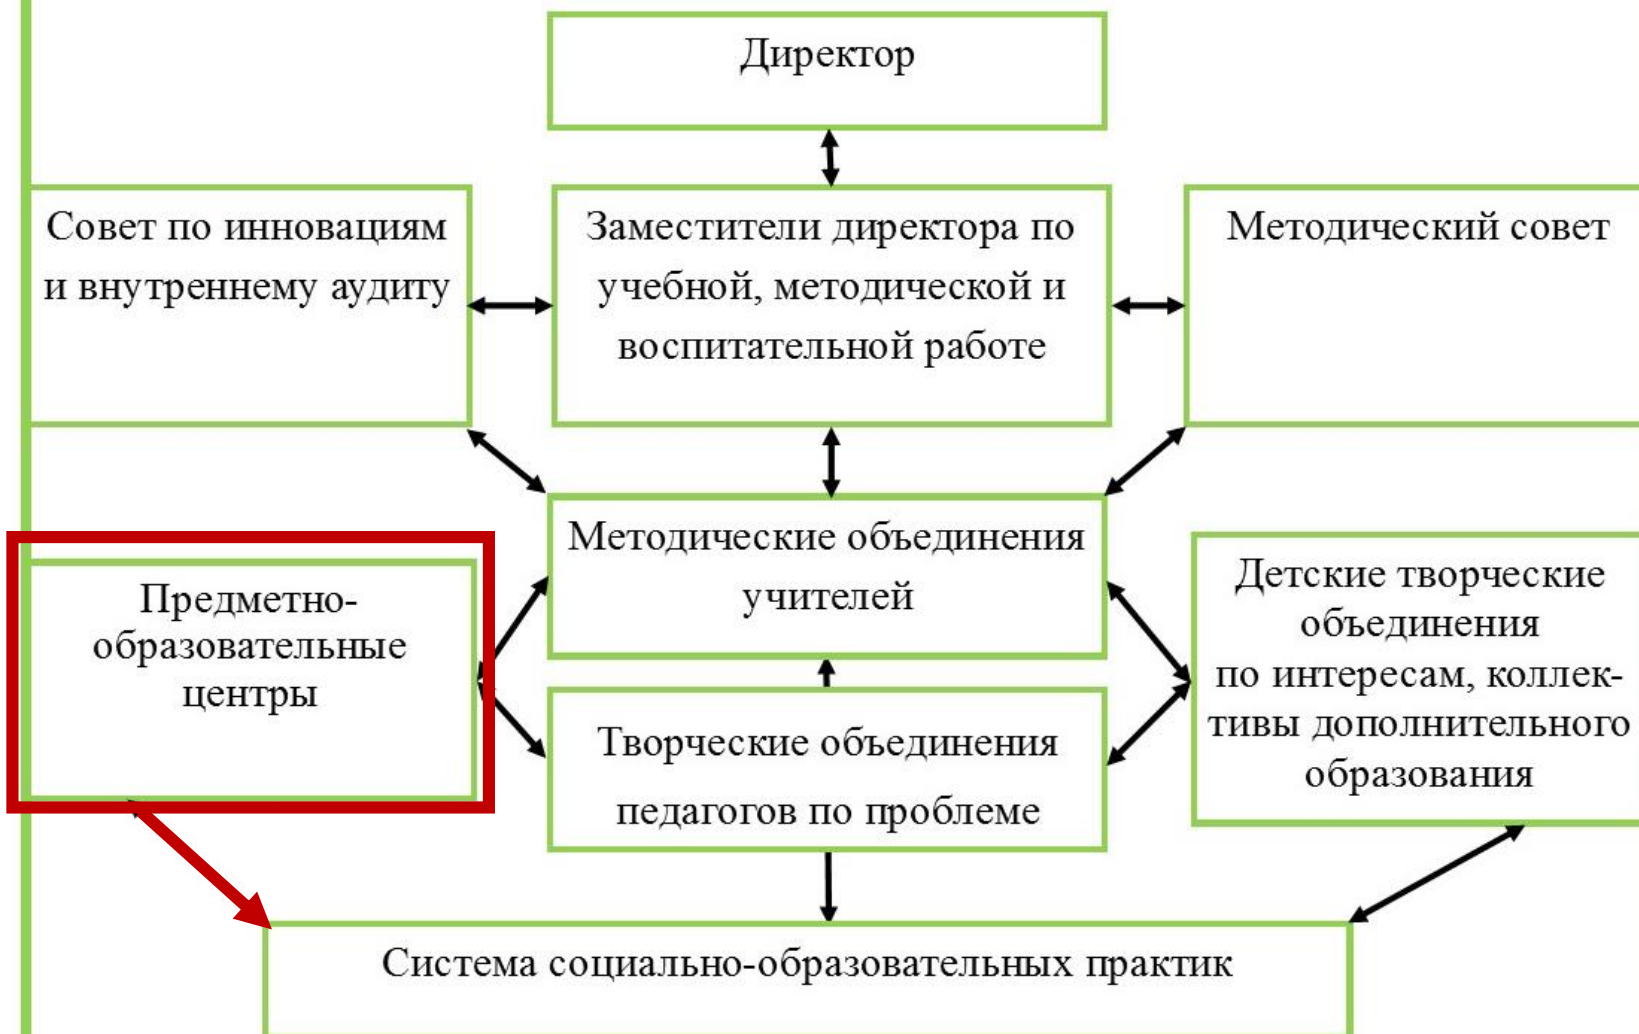 Директор
Совет по инновациям
и внутреннему аудиту
Заместители директора по
учебной, методической и
воспитательной работе
Методический совет
Методические объединения
учителей
Предметно-
образовательные
центры
Детские творческие
объединения
по интересам, коллек-
тивы дополнительного
образования
Творческие объединения
педагогов по проблеме
Система социально-образовательных практик